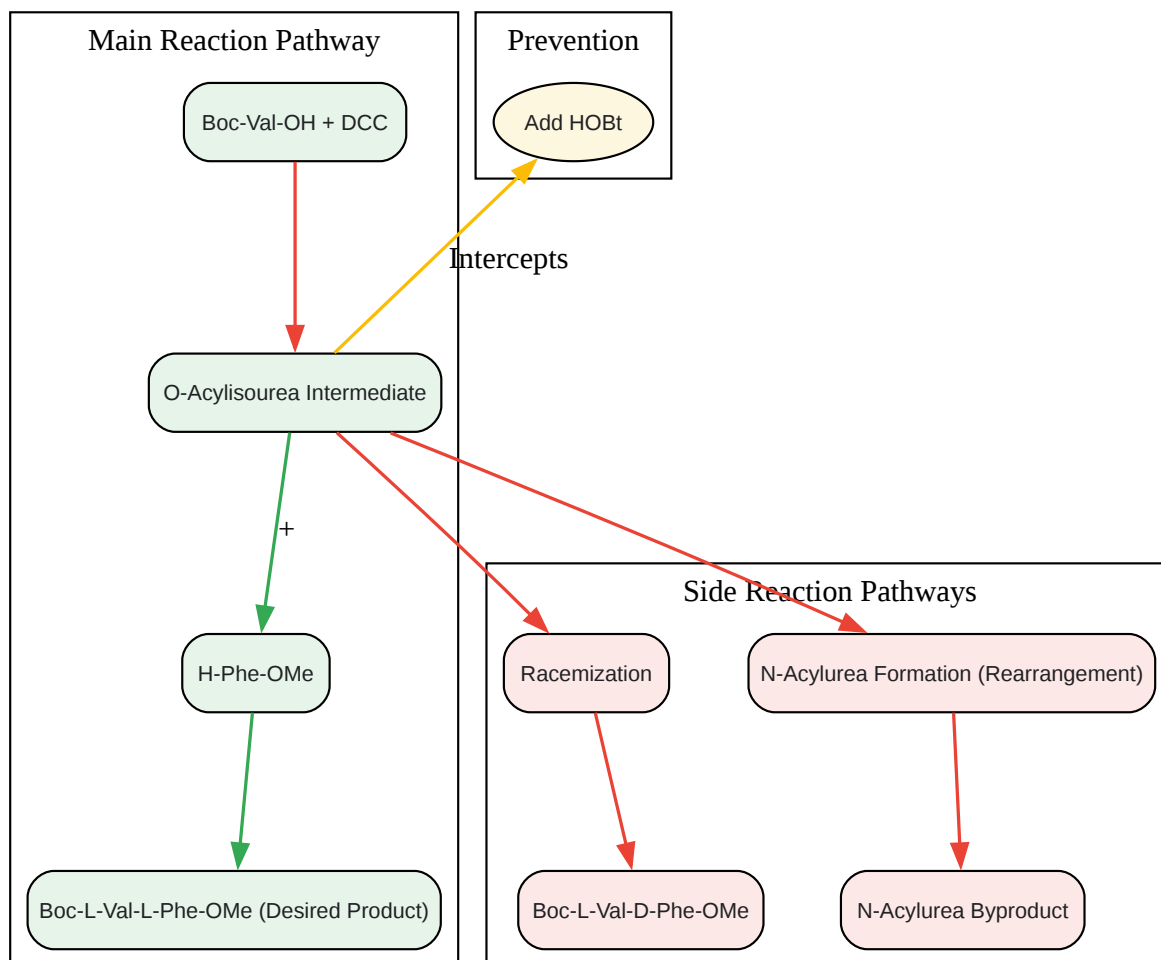 Main Reaction Pathway
Prevention
Boc-Val-OH + DCC
Add HOBt
Intercepts
O-Acylisourea Intermediate
+
Side Reaction Pathways
H-Phe-OMe
Racemization
N-Acylurea Formation (Rearrangement)
Boc-L-Val-L-Phe-OMe (Desired Product)
Boc-L-Val-D-Phe-OMe
N-Acylurea Byproduct